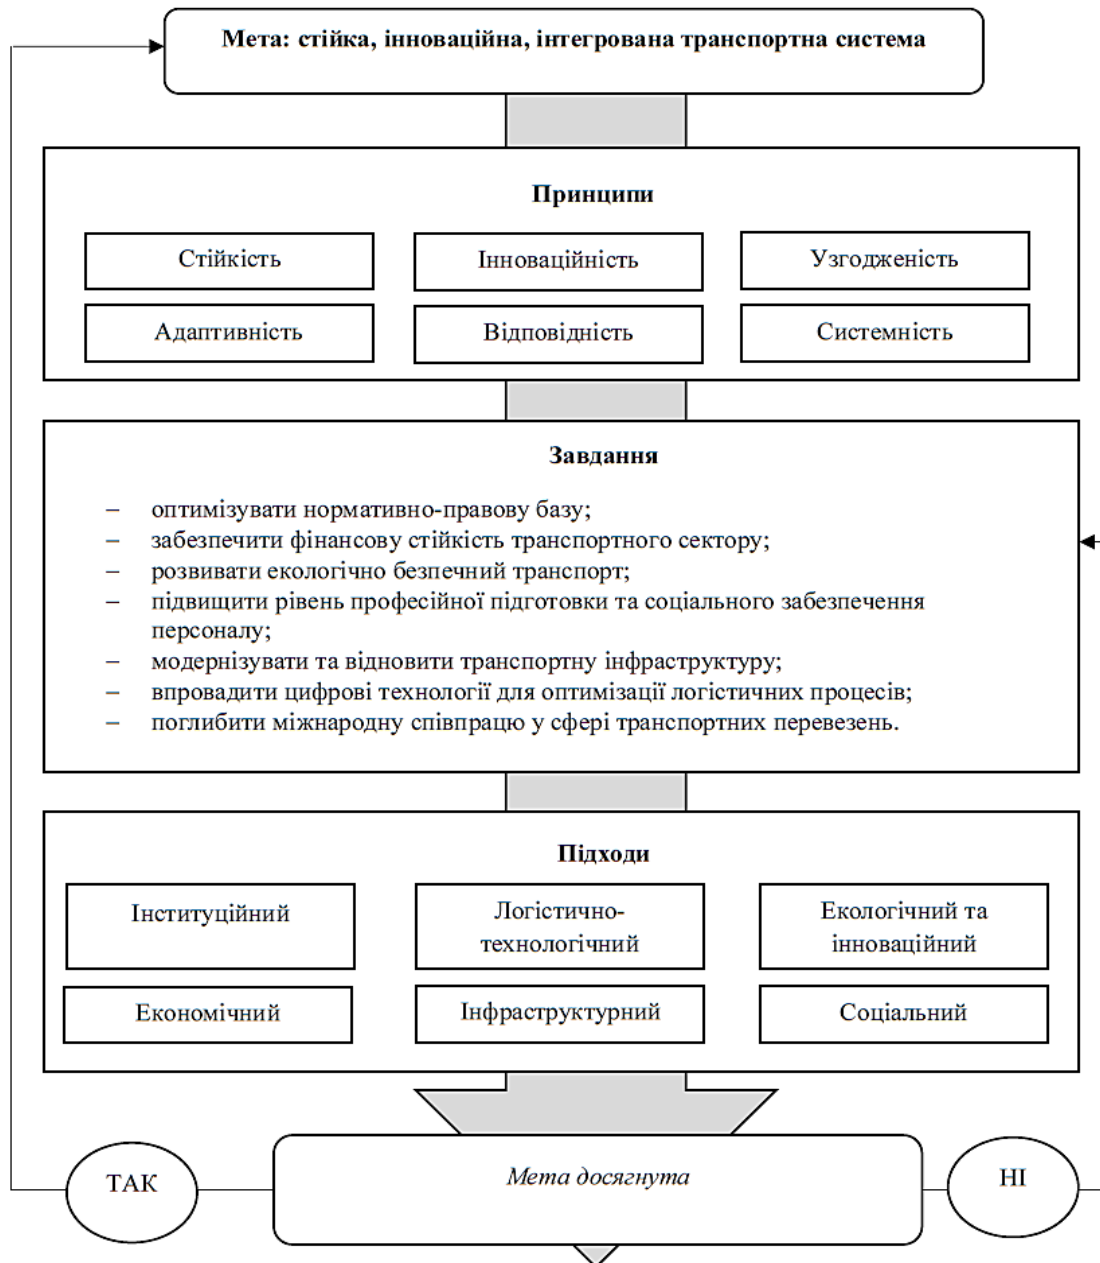 Мета: стійка, інноваційна, інтегрована транспортна система
Принципи
Стійкість
Інноваційність
Узгодженість
Адаптивність
Відповідність
Системність
Завдання
– оптимізувати нормативно-правову базу;
– забезпечити фінансову стійкість транспортного сектору;
– розвивати екологічно безпечний транспорт;
– підвищити рівень професійної підготовки та соціального забезпечення
персоналу;
– модернізувати та відновити транспортну інфраструктуру;
– впровадити цифрові технології для оптимізації логістичних процесів;
– поглибити міжнародну співпрацю у сфері транспортних перевезень.
Підходи
Інституційний
Логістично-
технологічний
Екологічний та
інноваційний
Економічний
Інфраструктурний
Соціальний
ТАК
Мета досягнута
НІ